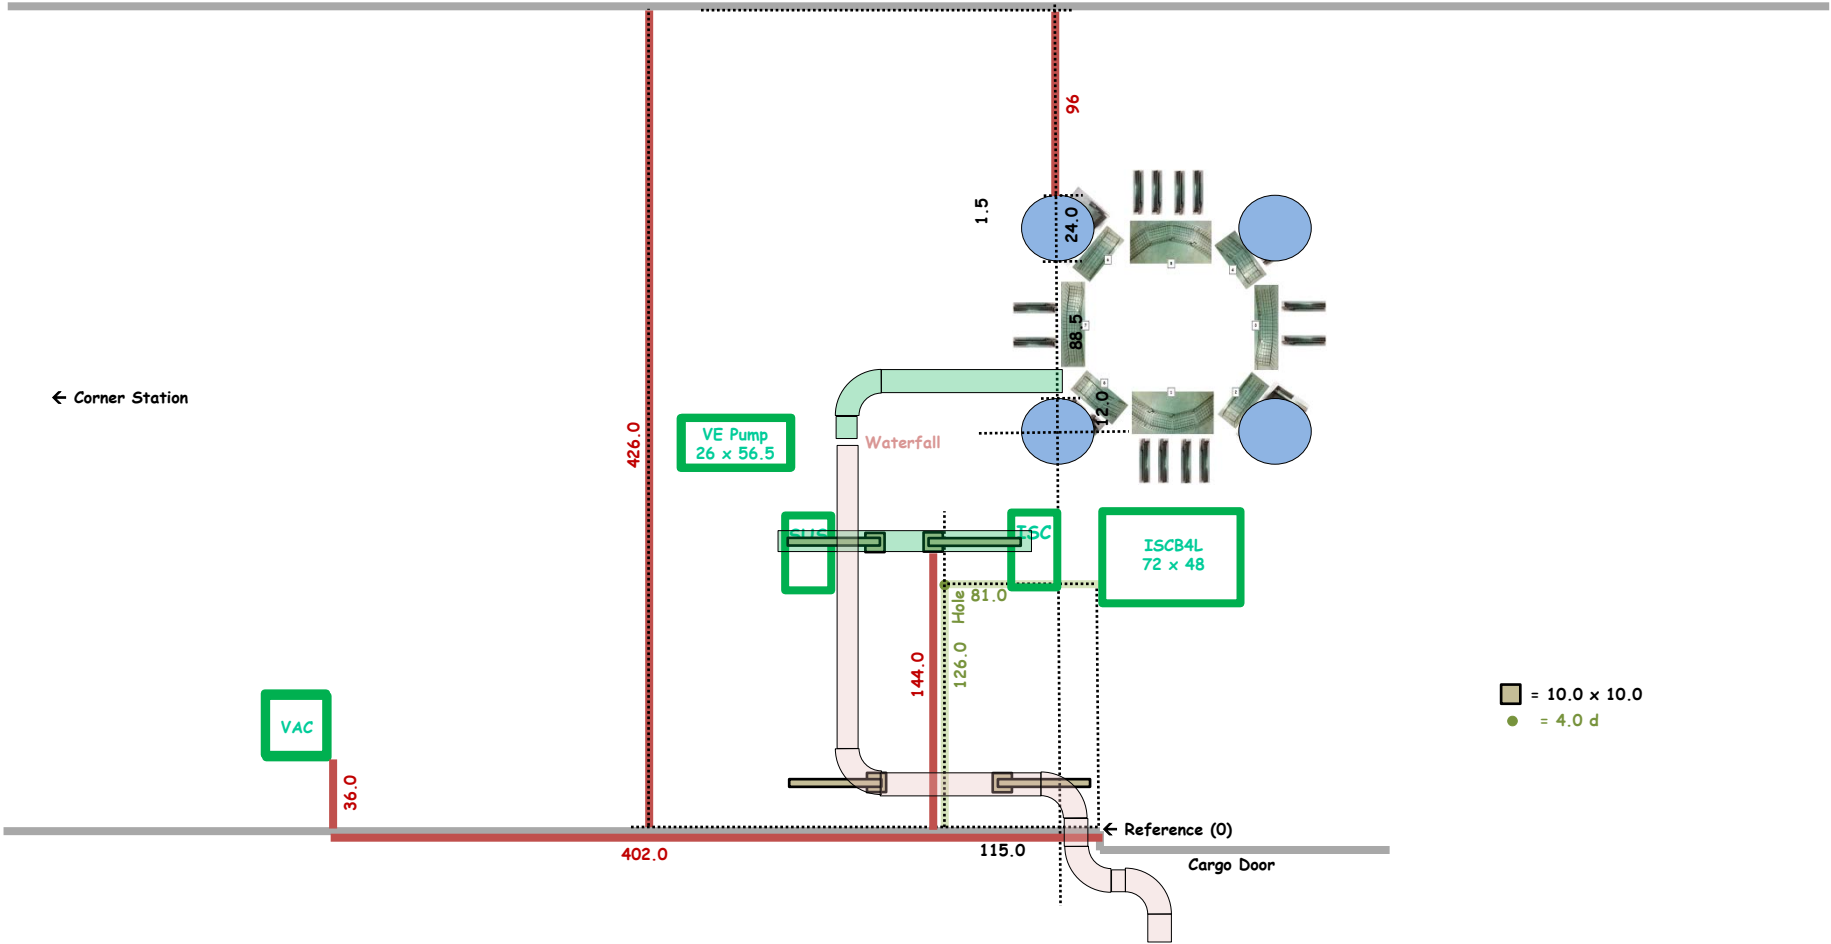 96
1.5
24.0
88.5
← Corner Station
12.0
426.0
VE Pump
26 x 56.5
Waterfall
SUS
ISC
ISCB4L
72 x 48
Hole
81.0
144.0
126.0
= 10.0 x 10.0
= 4.0 d
VAC
36.0
← Reference (0)
402.0
115.0
Cargo Door